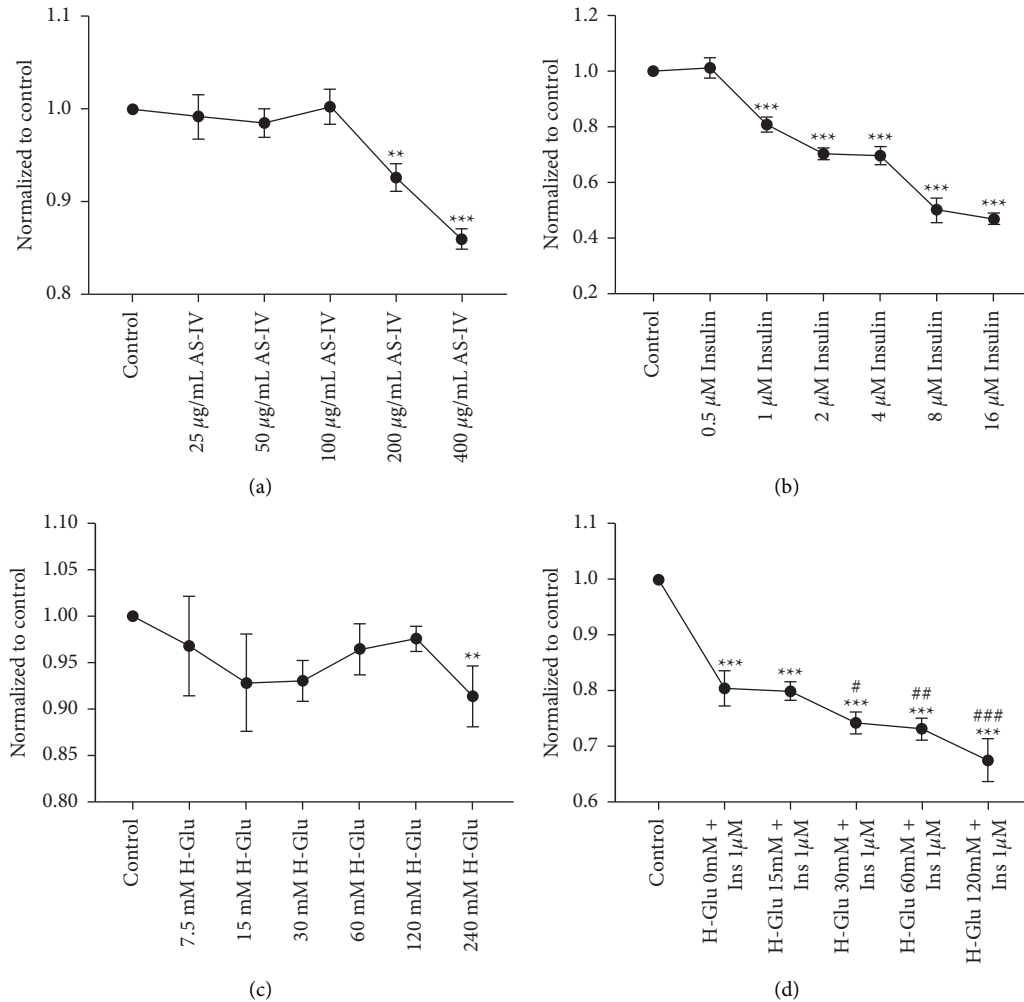 1.1
1.0
0.9
0.8
Normalized to control
**
***
Control
25 μg/mL AS-IV
50 μg/mL AS-IV
100 μg/mL AS-IV
200 μg/mL AS-IV
400 μg/mL AS-IV
(a)
1.2
1.0
0.8
0.6
0.4
0.2
Normalized to control
***
***
***
***
***
Control
0.5 μM Insulin
1 μM Insulin
2 μM Insulin
4 μM Insulin
8 μM Insulin
16 μM Insulin
(b)
1.10
1.05
1.00
0.95
0.90
0.85
0.80
Normalized to control
**
Control
7.5 mM H-Glu
15 mM H-Glu
30 mM H-Glu
60 mM H-Glu
120 mM H-Glu
240 mM H-Glu
(c)
1.1
1.0
0.9
0.8
0.7
0.6
Normalized to control
***
***
#
***
##
***
###
***
Control
H-Glu 0mM +
Ins 1μM
H-Glu 15mM +
Ins 1μM
H-Glu 30mM +
Ins 1μM
H-Glu 60mM +
Ins 1μM
H-Glu 120mM +
Ins 1μM
(d)